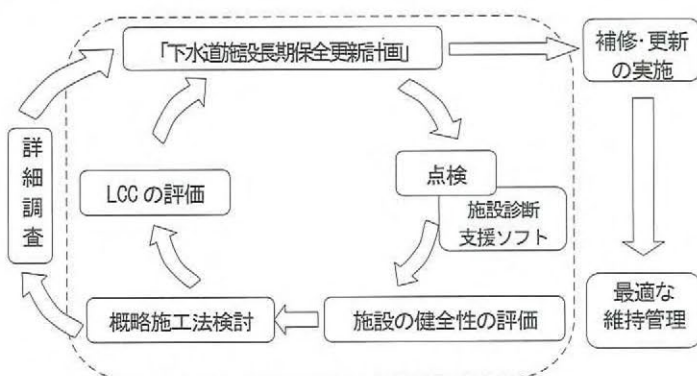 「下水道施設長期保全更新計画」
補修・更新
の実施
詳細調査
LCCの評価
点検
施設診断
支援ソフト
概略施工法検討
施設の健全性の評価
最適な
維持管理